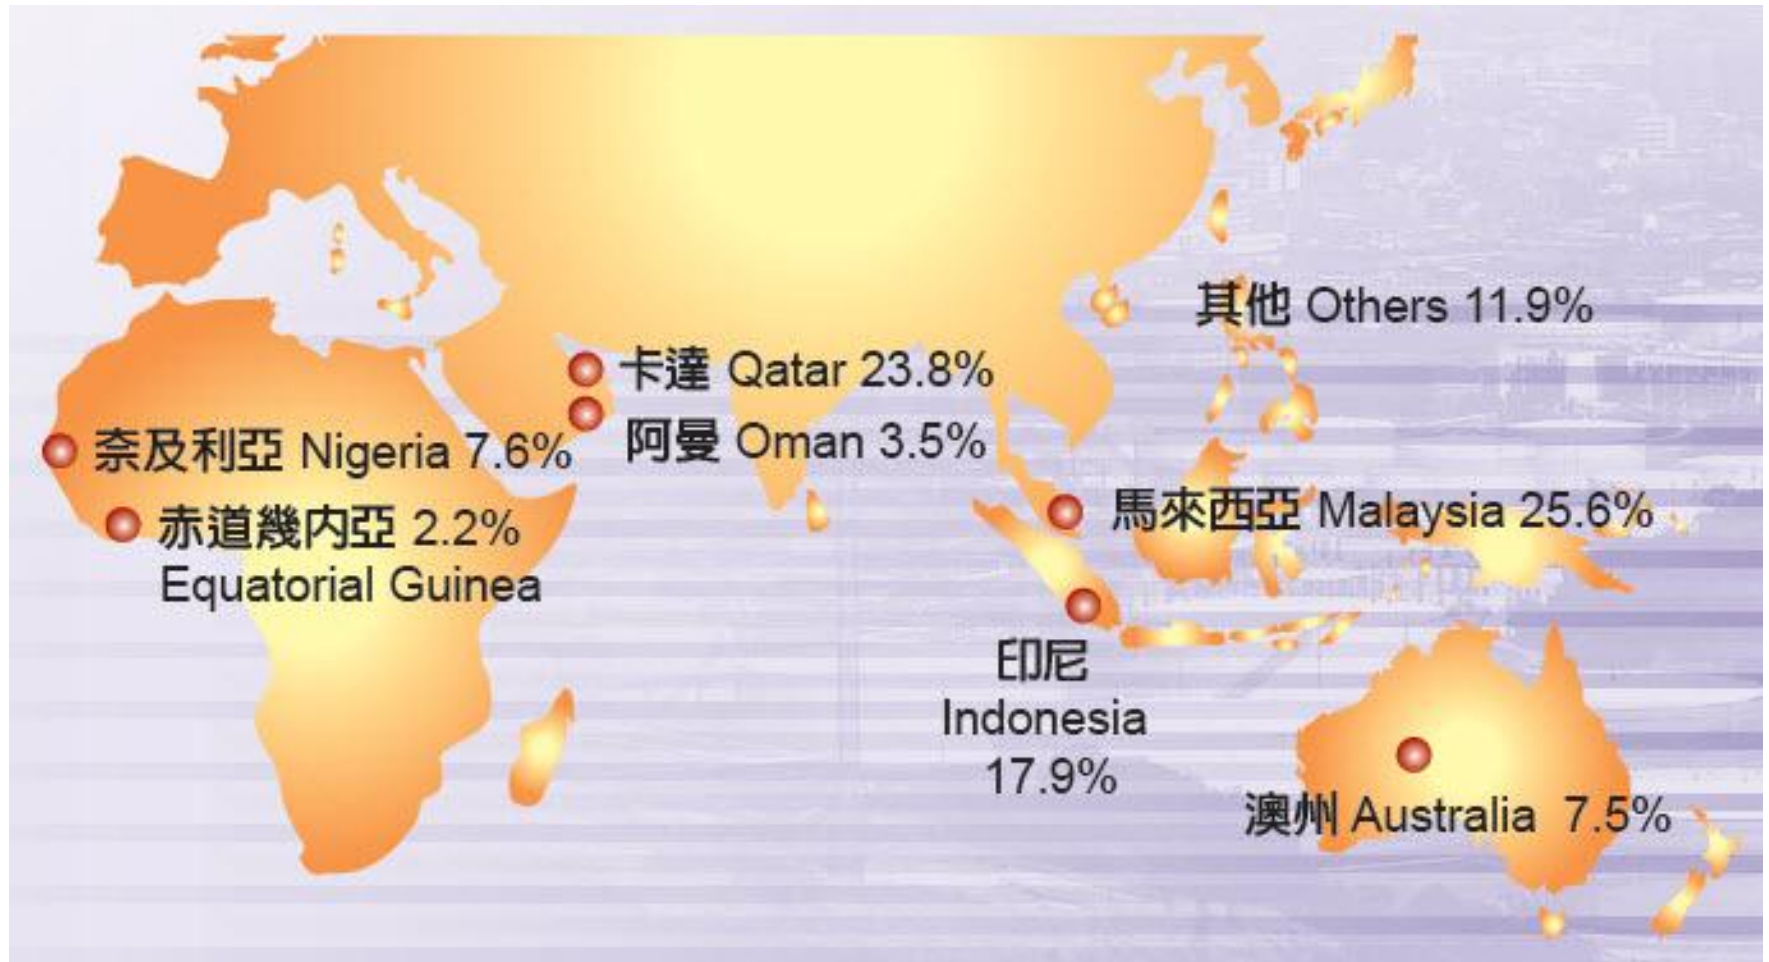 其他 Others 11.9%
卡達 Qatar 23.8%
阿曼 Oman 3.5%
奈及利亞 Nigeria 7.6%
赤道幾內亞 2.2%
Equatorial Guinea
馬來西亞 Malaysia 25.6%
印尼
Indonesia
17.9%
澳州 Australia 7.5%